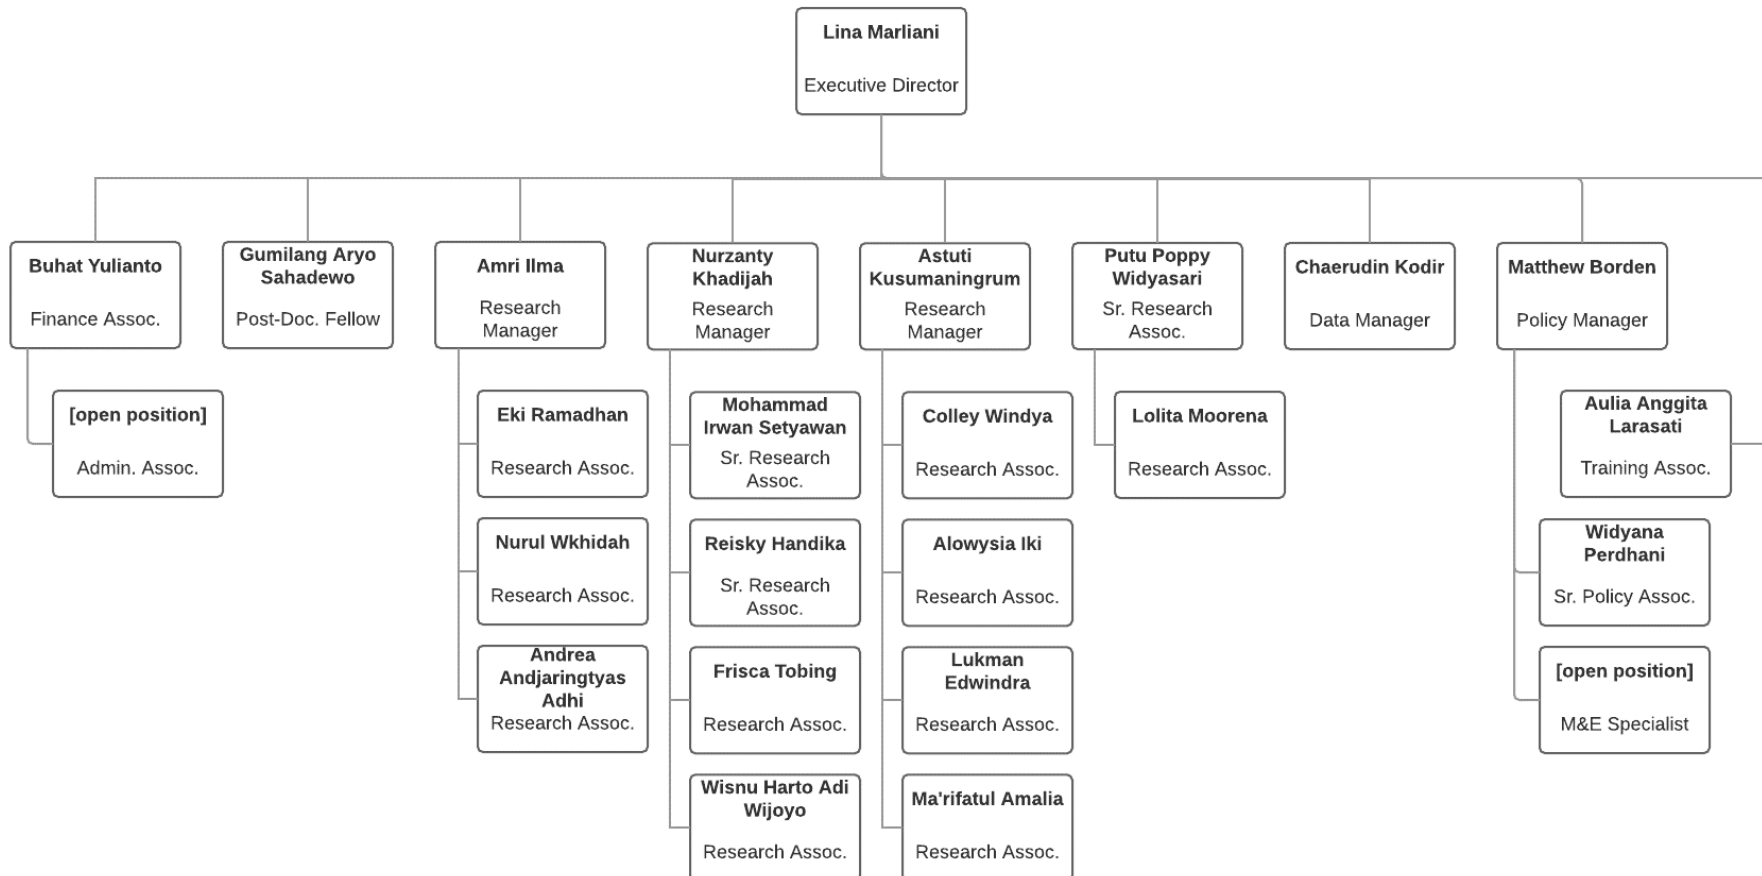 Lina Marliani
Executive Director
Buhat Yulianto
Finance Assoc.
Gumilang Aryo
Sahadewo
Post-Doc. Fellow
Amri Ilma
Research
Manager
Nurzanty
Khadijah
Research
Manager
Astuti
Kusumaningrum
Research
Manager
Putu Poppy
Widyasari
Sr. Research
Assoc.
Chaerudin Kodir
Data Manager
Matthew Borden
Policy Manager
[open position]
Admin. Assoc.
Eki Ramadhan
Research Assoc.
Nurul Wkhidah
Research Assoc.
Andrea
Andjaringtyas
Adhi
Research Assoc.
Mohammad
Irwan Setyawan
Sr. Research
Assoc.
Reisky Handika
Sr. Research
Assoc.
Frisca Tobing
Research Assoc.
Wisnu Harto Adi
Wijoyo
Research Assoc.
Colley Windya
Research Assoc.
Alowysia Iki
Research Assoc.
Lukman
Edwindra
Research Assoc.
Ma'rifatul Amalia
Research Assoc.
Lolita Moorena
Research Assoc.
Aulia Anggita
Larasati
Training Assoc.
Widyana
Perdhani
Sr. Policy Assoc.
[open position]
M&E Specialist